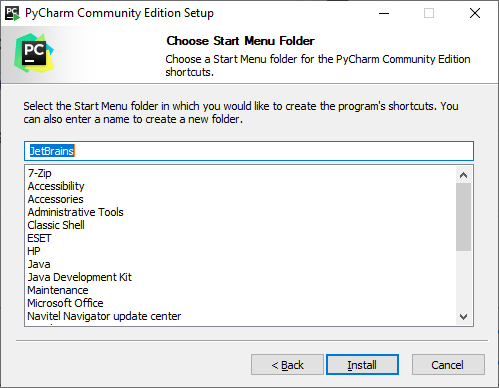 PC PyCharm Community Edition Setup
PC
Choose Start Menu Folder
Choose a Start Menu folder for the PyCharm Community Edition
shortcuts.
Select the Start Menu folder in which you would like to create the program's shortcuts. You
can also enter a name to create a new folder.
JetBrains
7-Zip
Accessibility
Accessories
Administrative Tools
Classic Shell
ESET
HP
Java
Java Development Kit
Maintenance
Microsoft Office
Navitel Navigator update center
< Back
Install
Cancel